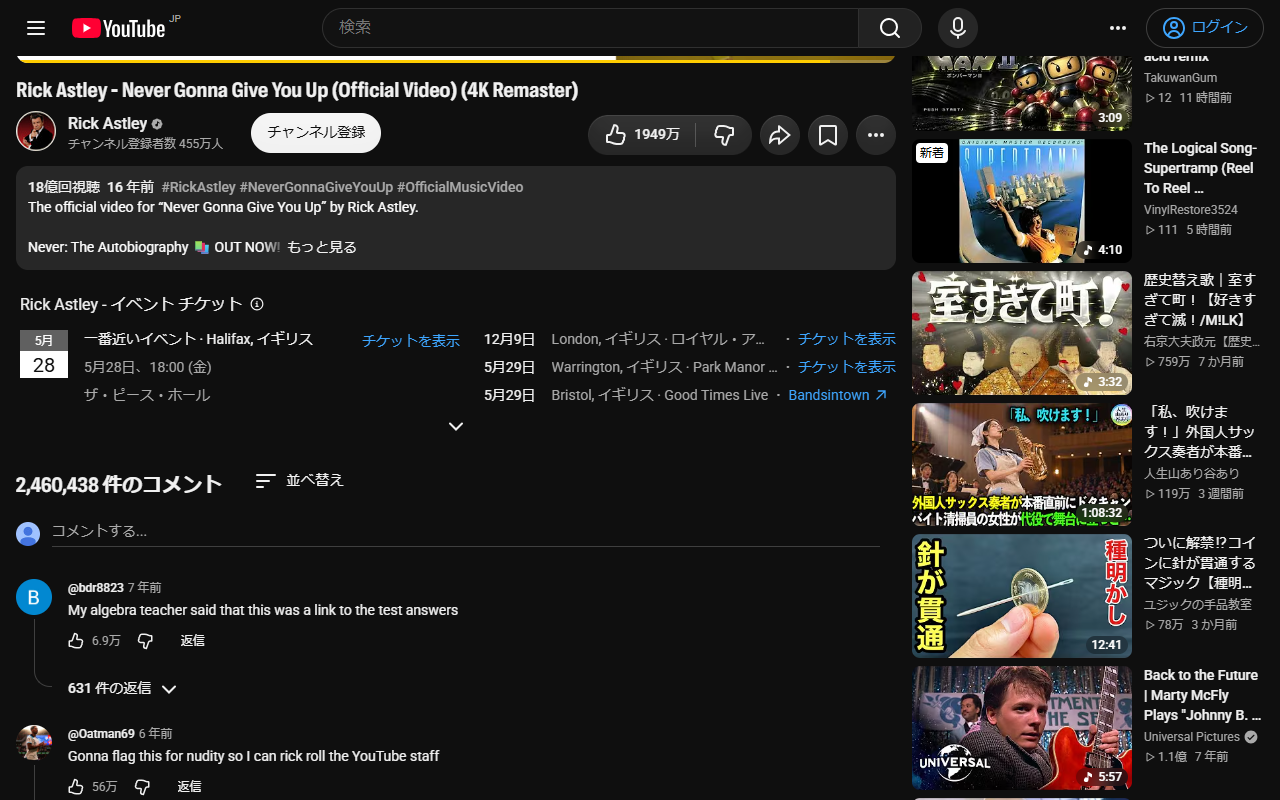 YouTube JP
検索
ログイン
Rick Astley - Never Gonna Give You Up (Official Video) (4K Remaster)
Rick Astley
チャンネル登録者数 455万人
チャンネル登録
1949万
18億回視聴 16 年前 #RickAstley #NeverGonnaGiveYouUp #OfficialMusicVideo
The official video for “Never Gonna Give You Up” by Rick Astley.
Never: The Autobiography 📚 OUT NOW! もっと見る
Rick Astley - イベント チケット
5月
28
一番近いイベント · Halifax, イギリス
チケットを表示
5月28日、18:00 (金)
ザ・ピース・ホール
12月9日 London, イギリス · ロイヤル・ア... · チケットを表示
5月29日 Warrington, イギリス · Park Manor ... · チケットを表示
5月29日 Bristol, イギリス · Good Times Live · Bandsintown
2,460,438 件のコメント
並べ替え
コメントする...
B
@bdr8823 7 年前
My algebra teacher said that this was a link to the test answers
6.9万 返信
631 件の返信
@Oatman69 6 年前
Gonna flag this for nudity so I can rick roll the YouTube staff
56万 返信
ボンバーマンII
PUSH START!
3:09
acid remix
TakuwanGum
12 11 時間前
新着
ORIGINAL MASTER RECORDING
SUPERTRAMP
4:10
The Logical Song-
Supertramp (Reel
To Reel ...
VinylRestore3524
111 5 時間前
室すぎて町!
3:32
歴史替え歌｜室す
ぎて町！【好きす
ぎて滅！/M!LK】
右京大夫政元【歴史...
759万 7 か月前
「私、吹けます！」
外国人サックス奏者が本番直前にドタキャン
バイト清掃員の女性が代役で舞台に
1:08:32
「私、吹けま
す！」外国人サッ
クス奏者が本番...
人生山あり谷あり
119万 3 週間前
針が貫通
種明かし
12:41
ついに解禁!?コイ
ンに針が貫通する
マジック【種明...
ユジックの手品教室
78万 3 か月前
UNIVERSAL
5:57
Back to the Future
| Marty McFly
Plays "Johnny B. ...
Universal Pictures
1.1億 7 年前